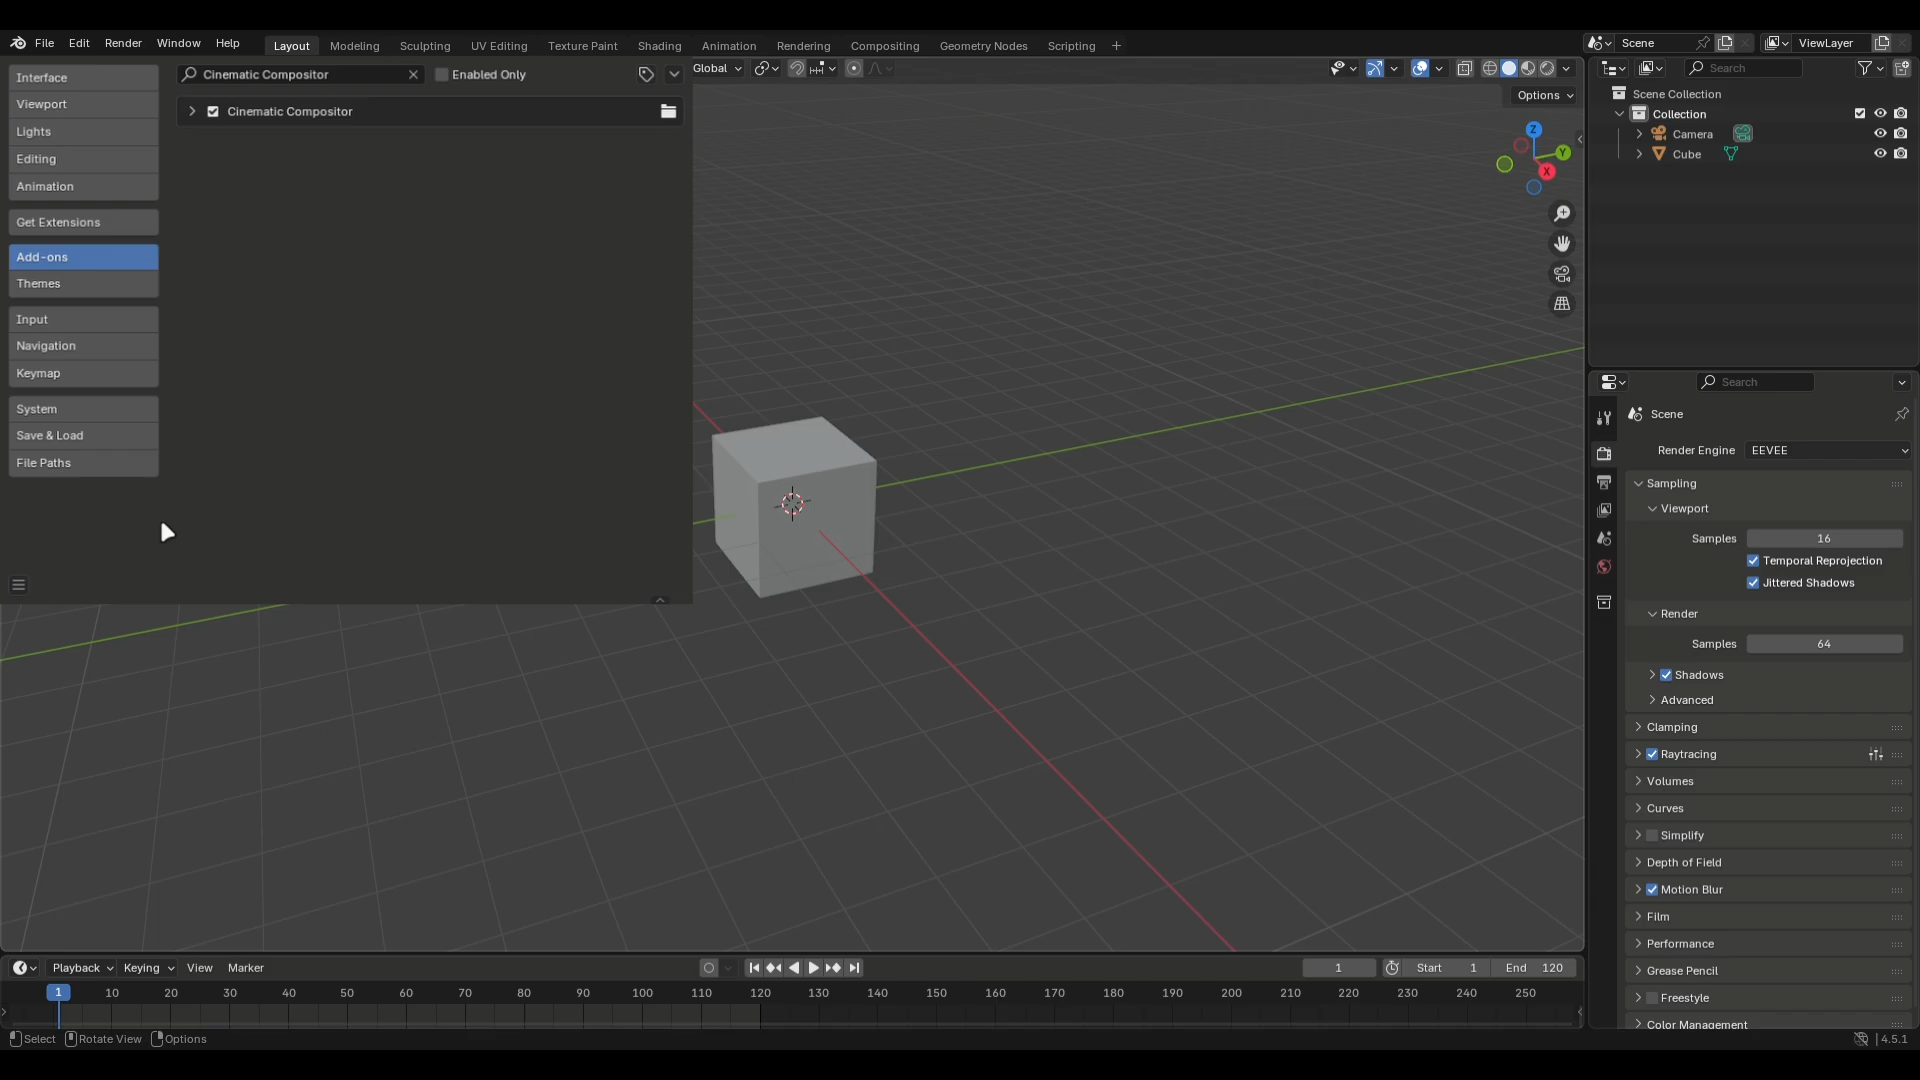 File Edit Render Window Help Layout Modeling Sculpting UV Editing Texture Paint Shading Animation Rendering Compositing Geometry Nodes Scripting + Scene ViewLayer
Interface
Viewport
Lights
Editing
Animation
Get Extensions
Add-ons
Themes
Input
Navigation
Keymap
System
Save & Load
File Paths
Cinematic Compositor Enabled Only
Cinematic Compositor
Global
Options
Z
Y
X
Search
Scene Collection
Collection
Camera
Cube
Search
Scene
Render Engine EEVEE
Sampling
Viewport
Samples 16
Temporal Reprojection
Jittered Shadows
Render
Samples 64
Shadows
Advanced
Clamping
Raytracing
Volumes
Curves
Simplify
Depth of Field
Motion Blur
Film
Performance
Grease Pencil
Freestyle
Color Management
Playback Keying View Marker 1 Start 1 End 120
1 10 20 30 40 50 60 70 80 90 100 110 120 130 140 150 160 170 180 190 200 210 220 230 240 250
Select Rotate View Options 4.5.1